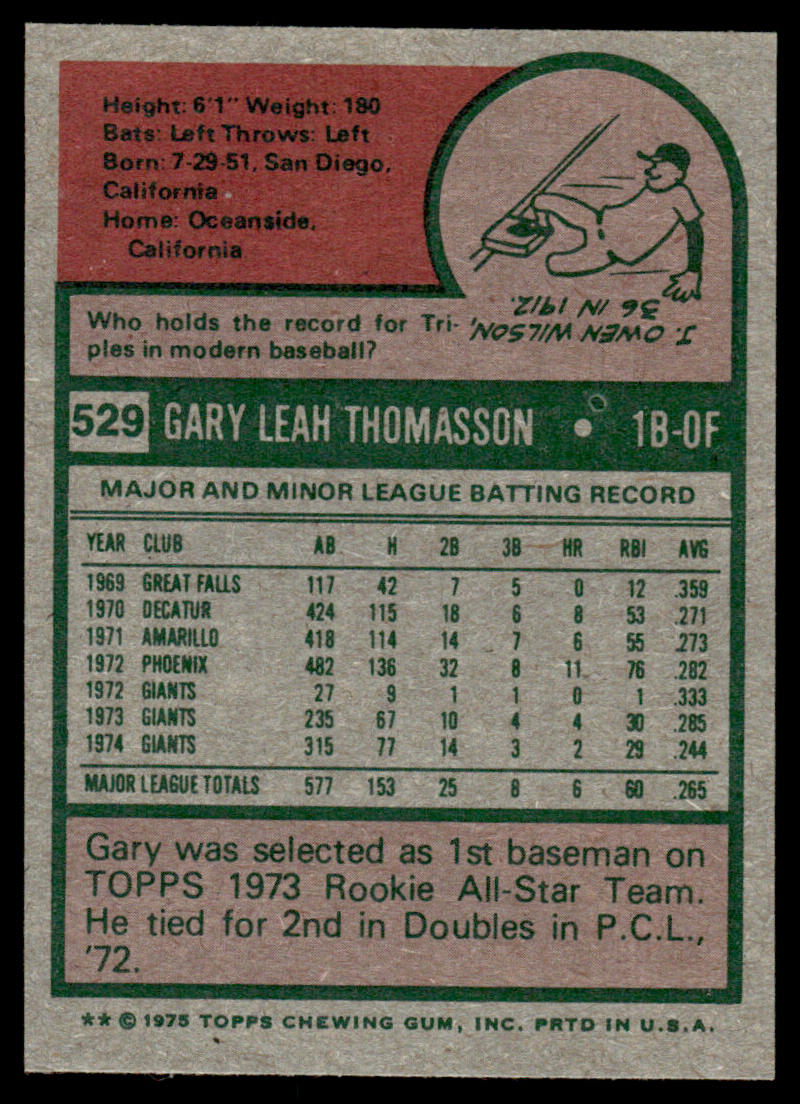 Height: 6'1" Weight: 180
Bats: Left Throws: Left
Born: 7-29-51, San Diego,
California
Home: Oceanside,
California
Who holds the record for Tri-
ples in modern baseball?
J. OWEN WILSON,
36 IN 1912.
529 GARY LEAH THOMASSON • 1B-OF
MAJOR AND MINOR LEAGUE BATTING RECORD
YEAR CLUB AB H 2B 3B HR RBI AVG
1969 GREAT FALLS 117 42 7 5 0 12 .359
1970 DECATUR 424 115 18 6 8 53 .271
1971 AMARILLO 418 114 14 7 6 55 .273
1972 PHOENIX 482 136 32 8 11 76 .282
1972 GIANTS 27 9 1 1 0 1 .333
1973 GIANTS 235 67 10 4 4 30 .285
1974 GIANTS 315 77 14 3 2 29 .244
MAJOR LEAGUE TOTALS 577 153 25 8 6 60 .265
Gary was selected as 1st baseman on
TOPPS 1973 Rookie All-Star Team.
He tied for 2nd in Doubles in P.C.L.,
'72.
** © 1975 TOPPS CHEWING GUM, INC. PRTD IN U.S.A.